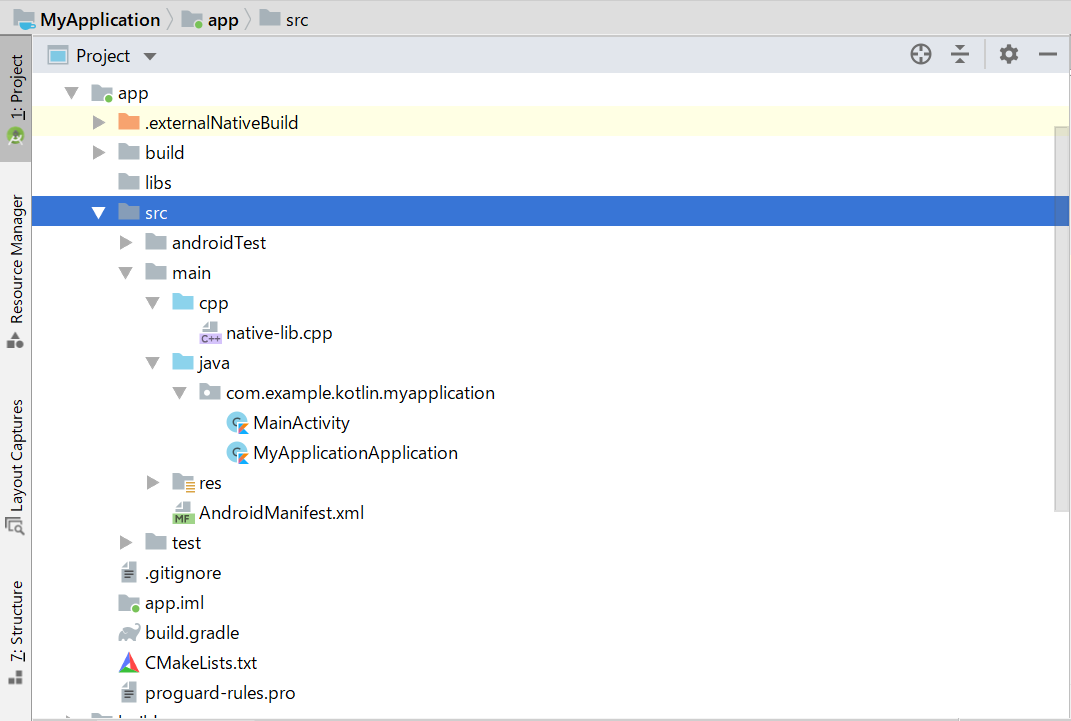 MyApplication app src
1: Project
Resource Manager
Layout Captures
7: Structure
Project
app
.externalNativeBuild
build
libs
src
androidTest
main
cpp
C++ native-lib.cpp
java
com.example.kotlin.myapplication
MainActivity
MyApplicationApplication
res
MF AndroidManifest.xml
test
.gitignore
app.iml
build.gradle
CMakeLists.txt
proguard-rules.pro